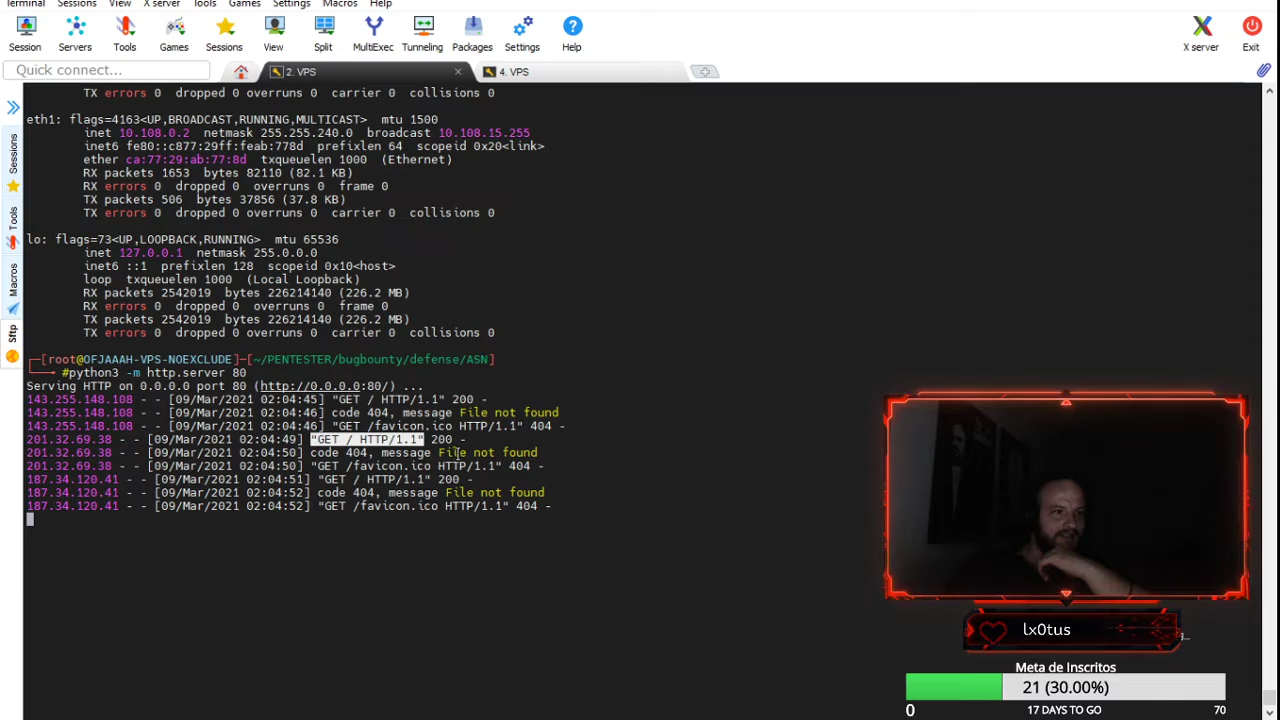 Terminal Sessions View X server Tools Games Settings Macros Help
Session Servers Tools Games Sessions View Split MultiExec Tunneling Packages Settings Help X server Exit
Quick connect... 2. VPS 4. VPS
TX errors 0 dropped 0 overruns 0 carrier 0 collisions 0
eth1: flags=4163<UP,BROADCAST,RUNNING,MULTICAST> mtu 1500
inet 10.108.0.2 netmask 255.255.240.0 broadcast 10.108.15.255
inet6 fe80::c877:29ff:feab:778d prefixlen 64 scopeid 0x20<link>
ether ca:77:29:ab:77:8d txqueuelen 1000 (Ethernet)
RX packets 1653 bytes 82110 (82.1 KB)
RX errors 0 dropped 0 overruns 0 frame 0
TX packets 506 bytes 37856 (37.8 KB)
TX errors 0 dropped 0 overruns 0 carrier 0 collisions 0
lo: flags=73<UP,LOOPBACK,RUNNING> mtu 65536
inet 127.0.0.1 netmask 255.0.0.0
inet6 ::1 prefixlen 128 scopeid 0x10<host>
loop txqueuelen 1000 (Local Loopback)
RX packets 2542019 bytes 226214140 (226.2 MB)
RX errors 0 dropped 0 overruns 0 frame 0
TX packets 2542019 bytes 226214140 (226.2 MB)
TX errors 0 dropped 0 overruns 0 carrier 0 collisions 0
[root@OFJAAAH-VPS-NOEXCLUDE]─[~/PENTESTER/bugbounty/defense/ASN]
#python3 -m http.server 80
Serving HTTP on 0.0.0.0 port 80 (http://0.0.0.0:80/) ...
143.255.148.108 - - [09/Mar/2021 02:04:45] "GET / HTTP/1.1" 200 -
143.255.148.108 - - [09/Mar/2021 02:04:46] code 404, message File not found
143.255.148.108 - - [09/Mar/2021 02:04:46] "GET /favicon.ico HTTP/1.1" 404 -
201.32.69.38 - - [09/Mar/2021 02:04:49] "GET / HTTP/1.1" 200 -
201.32.69.38 - - [09/Mar/2021 02:04:50] code 404, message File not found
201.32.69.38 - - [09/Mar/2021 02:04:50] "GET /favicon.ico HTTP/1.1" 404 -
187.34.120.41 - - [09/Mar/2021 02:04:51] "GET / HTTP/1.1" 200 -
187.34.120.41 - - [09/Mar/2021 02:04:52] code 404, message File not found
187.34.120.41 - - [09/Mar/2021 02:04:52] "GET /favicon.ico HTTP/1.1" 404 -
Sessions
Tools
Macros
Sftp
lx0tus
Meta de Inscritos
21 (30.00%)
0 17 DAYS TO GO 70